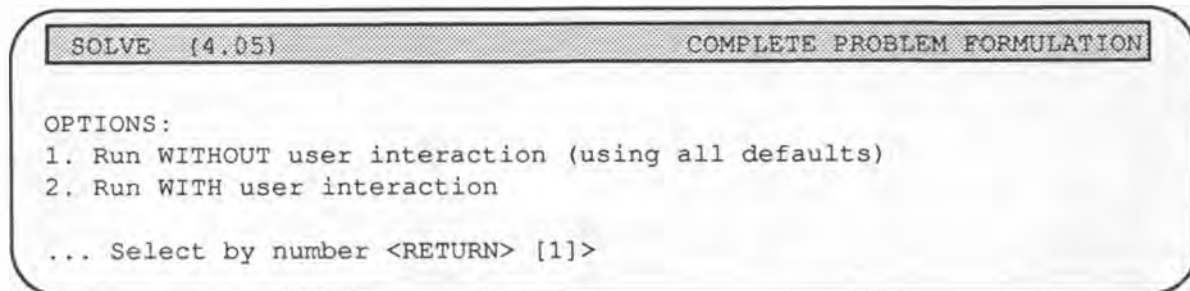 SOLVE (4.05) COMPLETE PROBLEM FORMULATION
OPTIONS:
1. Run WITHOUT user interaction (using all defaults)
2. Run WITH user interaction
... Select by number <RETURN> [1]>